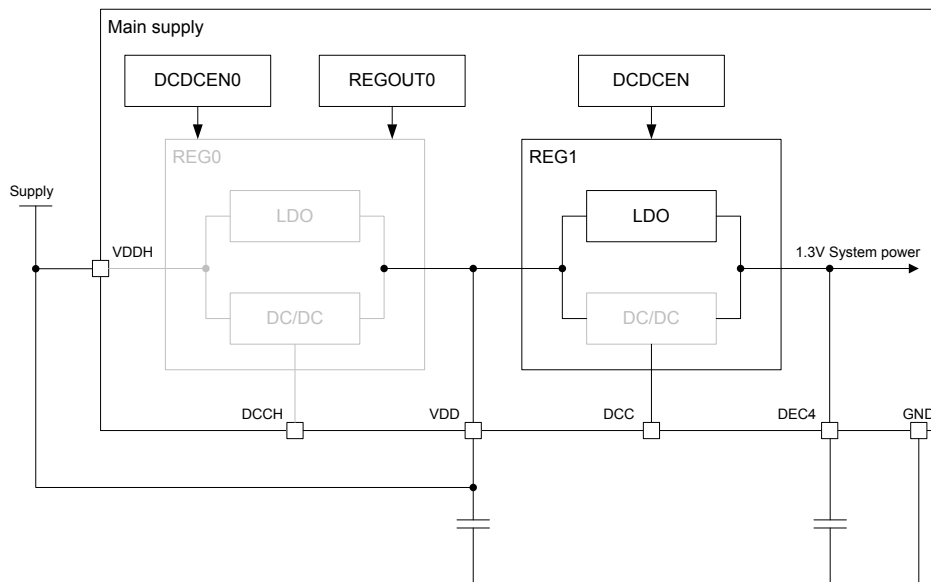 Main supply
DCDCEN0
REGOUT0
DCDCEN
REG0
REG1
Supply
LDO
LDO
VDDH
1.3V System power
DC/DC
DC/DC
DCCH
VDD
DCC
DEC4
GND